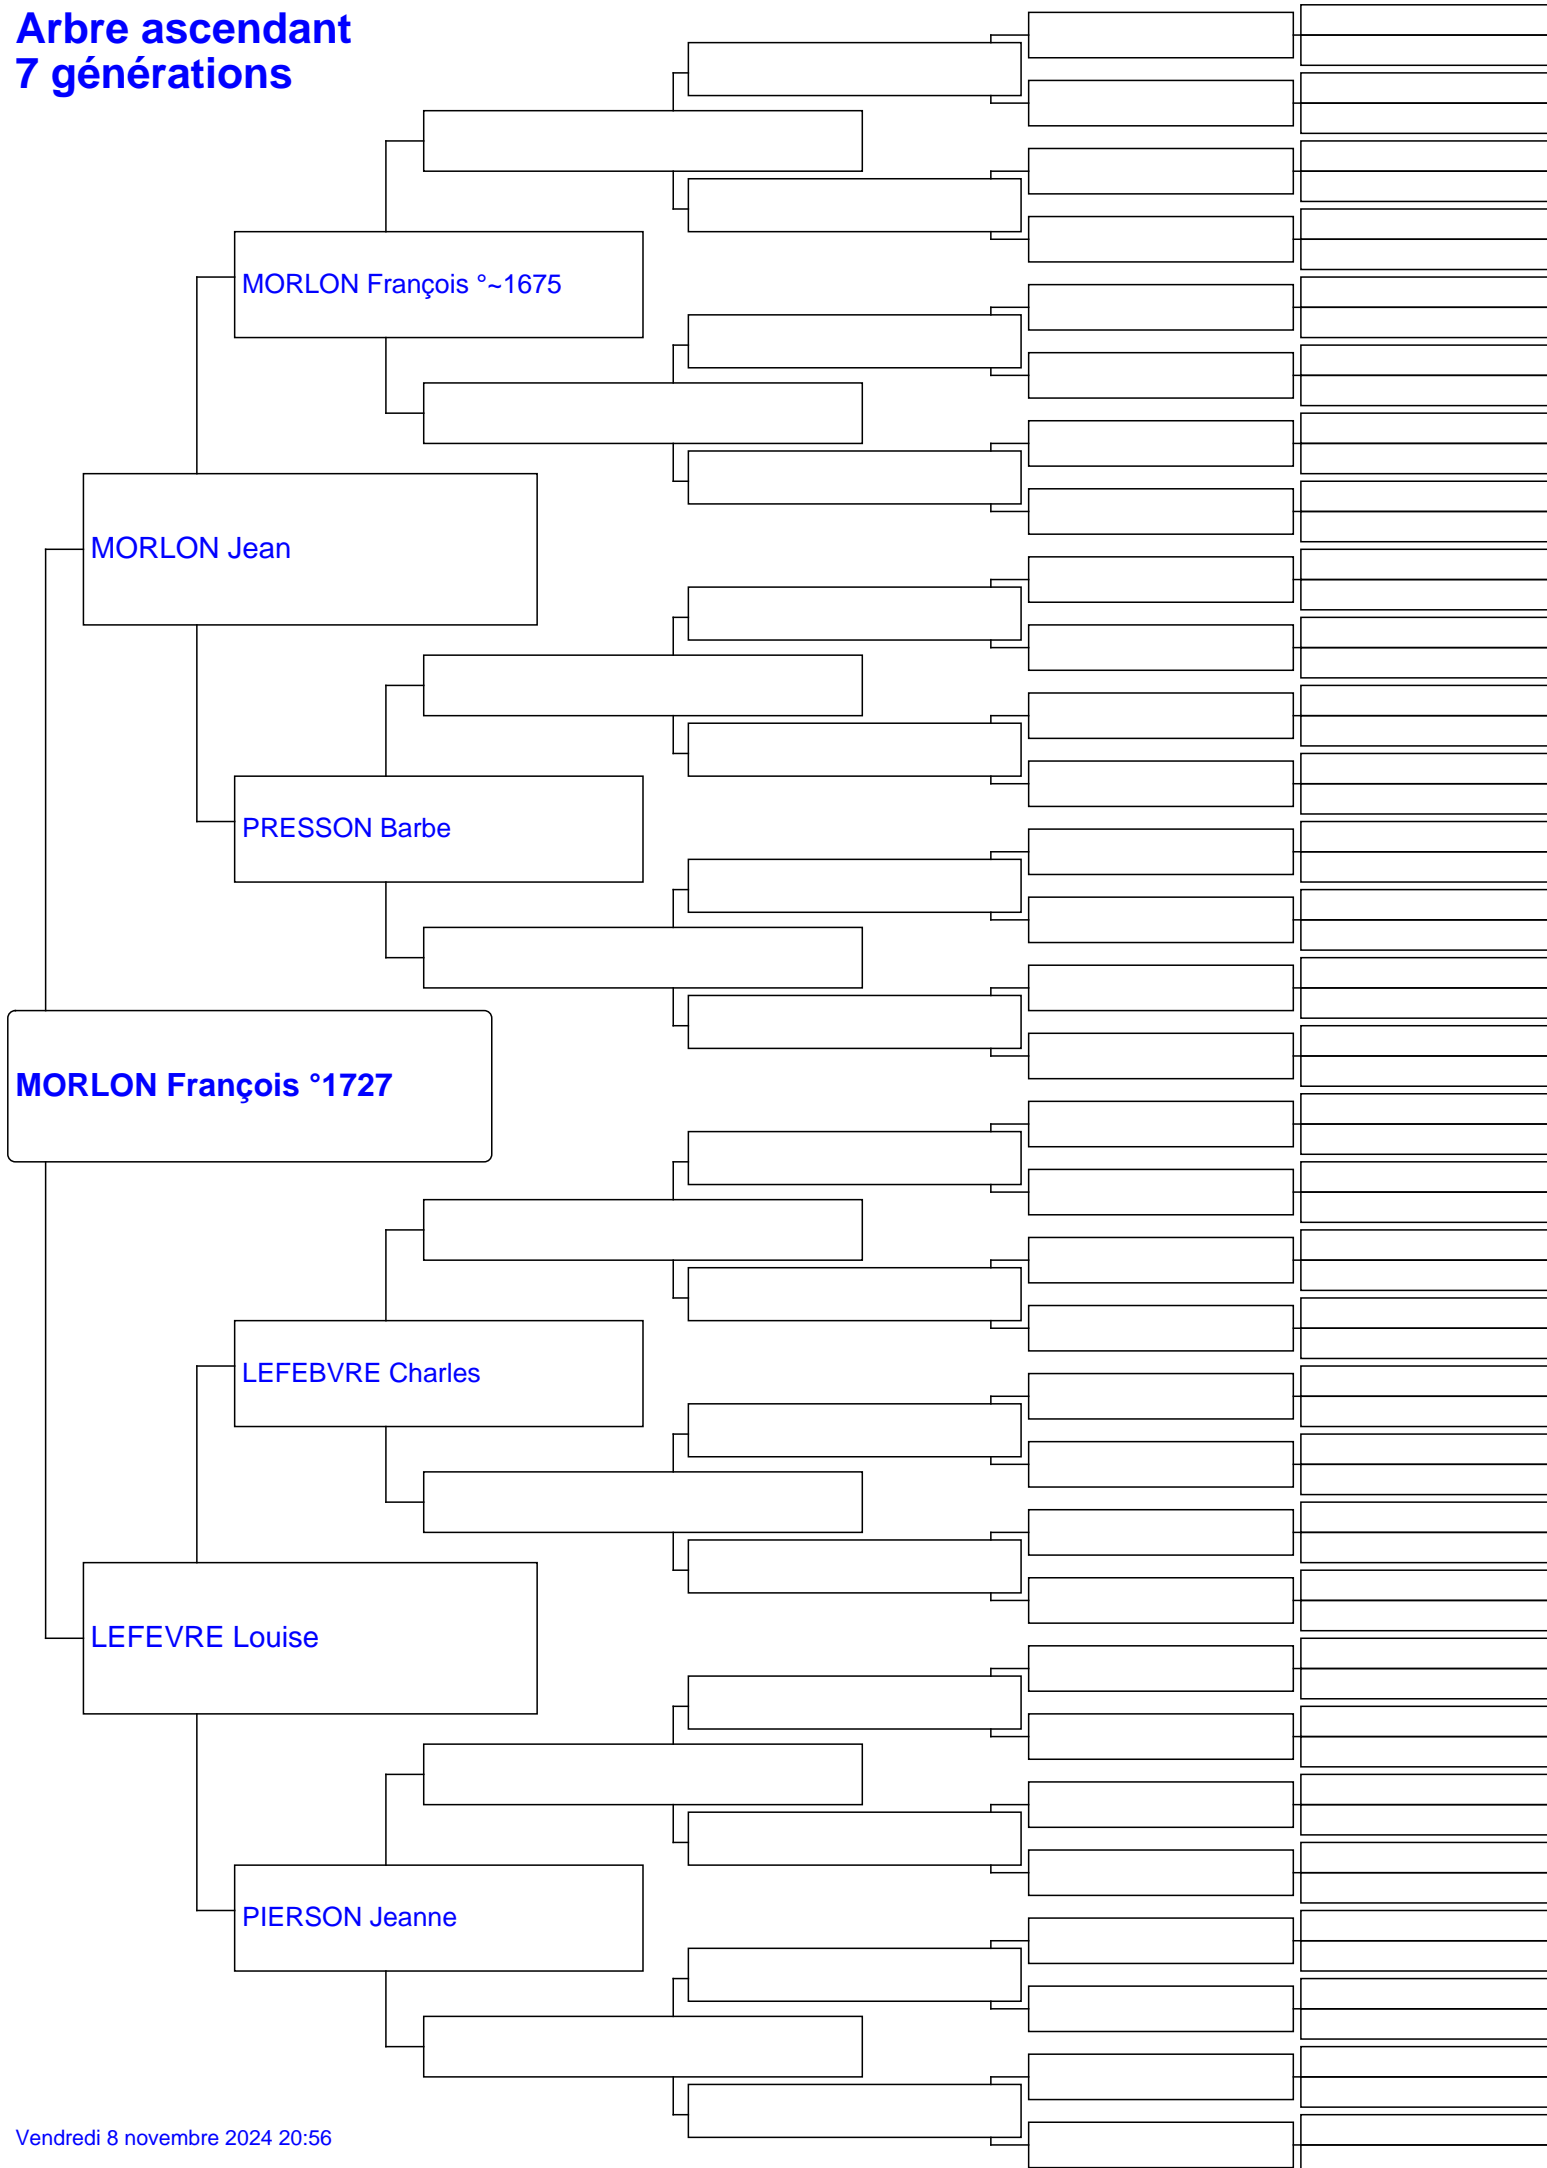 Arbre ascendant
7 générations
MORLON François °~1675
MORLON Jean
PRESSON Barbe
MORLON François °1727
LEFEBVRE Charles
LEFEVRE Louise
PIERSON Jeanne
Vendredi 8 novembre 2024 20:56